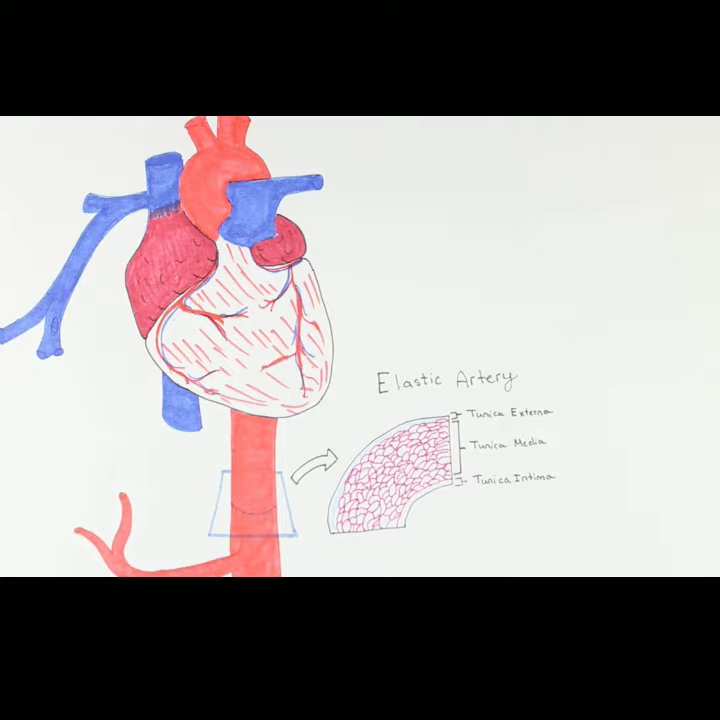 Elastic Artery
Tunica Externa
Tunica Media
Tunica Intima